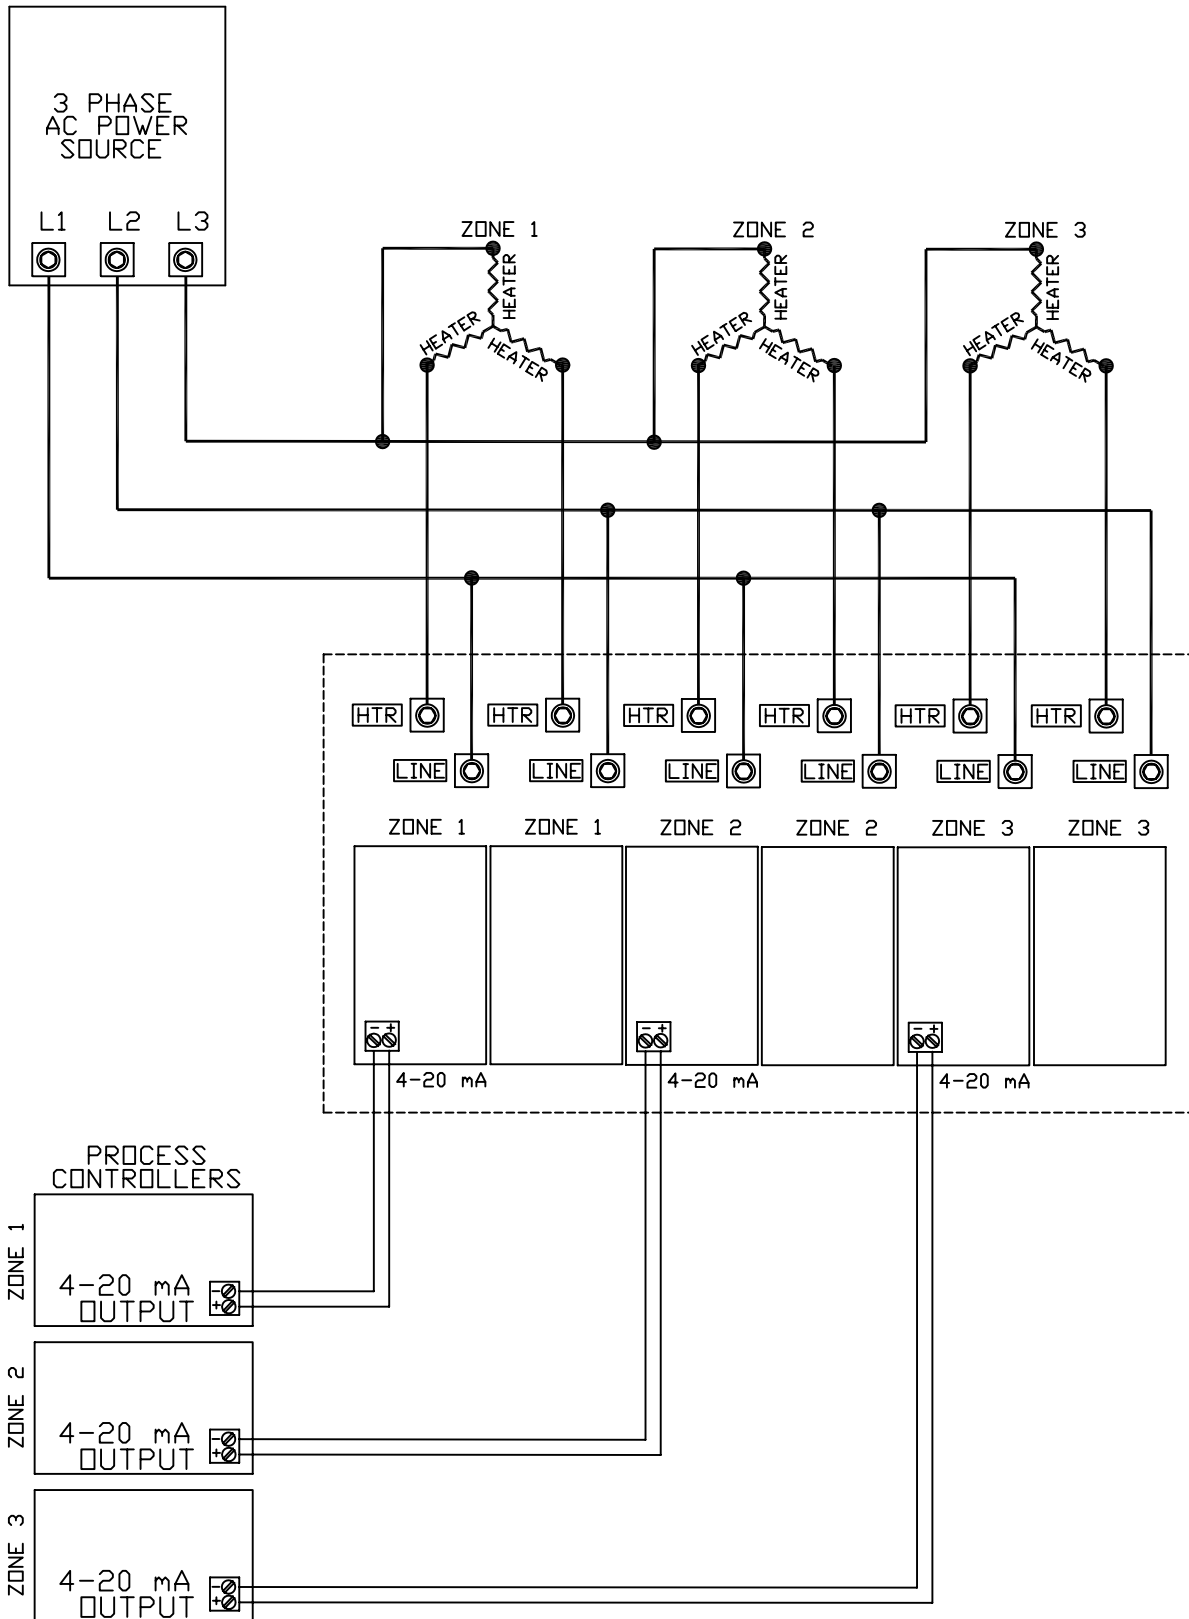 3 PHASE
AC POWER
SOURCE
L1 L2 L3
ZONE 1 ZONE 2 ZONE 3
HEATER HEATER HEATER
HEATER HEATER HEATER
HEATER HEATER HEATER
HTR HTR HTR HTR HTR HTR
LINE LINE LINE LINE LINE LINE
ZONE 1 ZONE 1 ZONE 2 ZONE 2 ZONE 3 ZONE 3
- + - + - +
4-20 mA 4-20 mA 4-20 mA
PROCESS
CONTROLLERS
ZONE 1
4-20 mA -
OUTPUT +
ZONE 2
4-20 mA -
OUTPUT +
ZONE 3
4-20 mA -
OUTPUT +